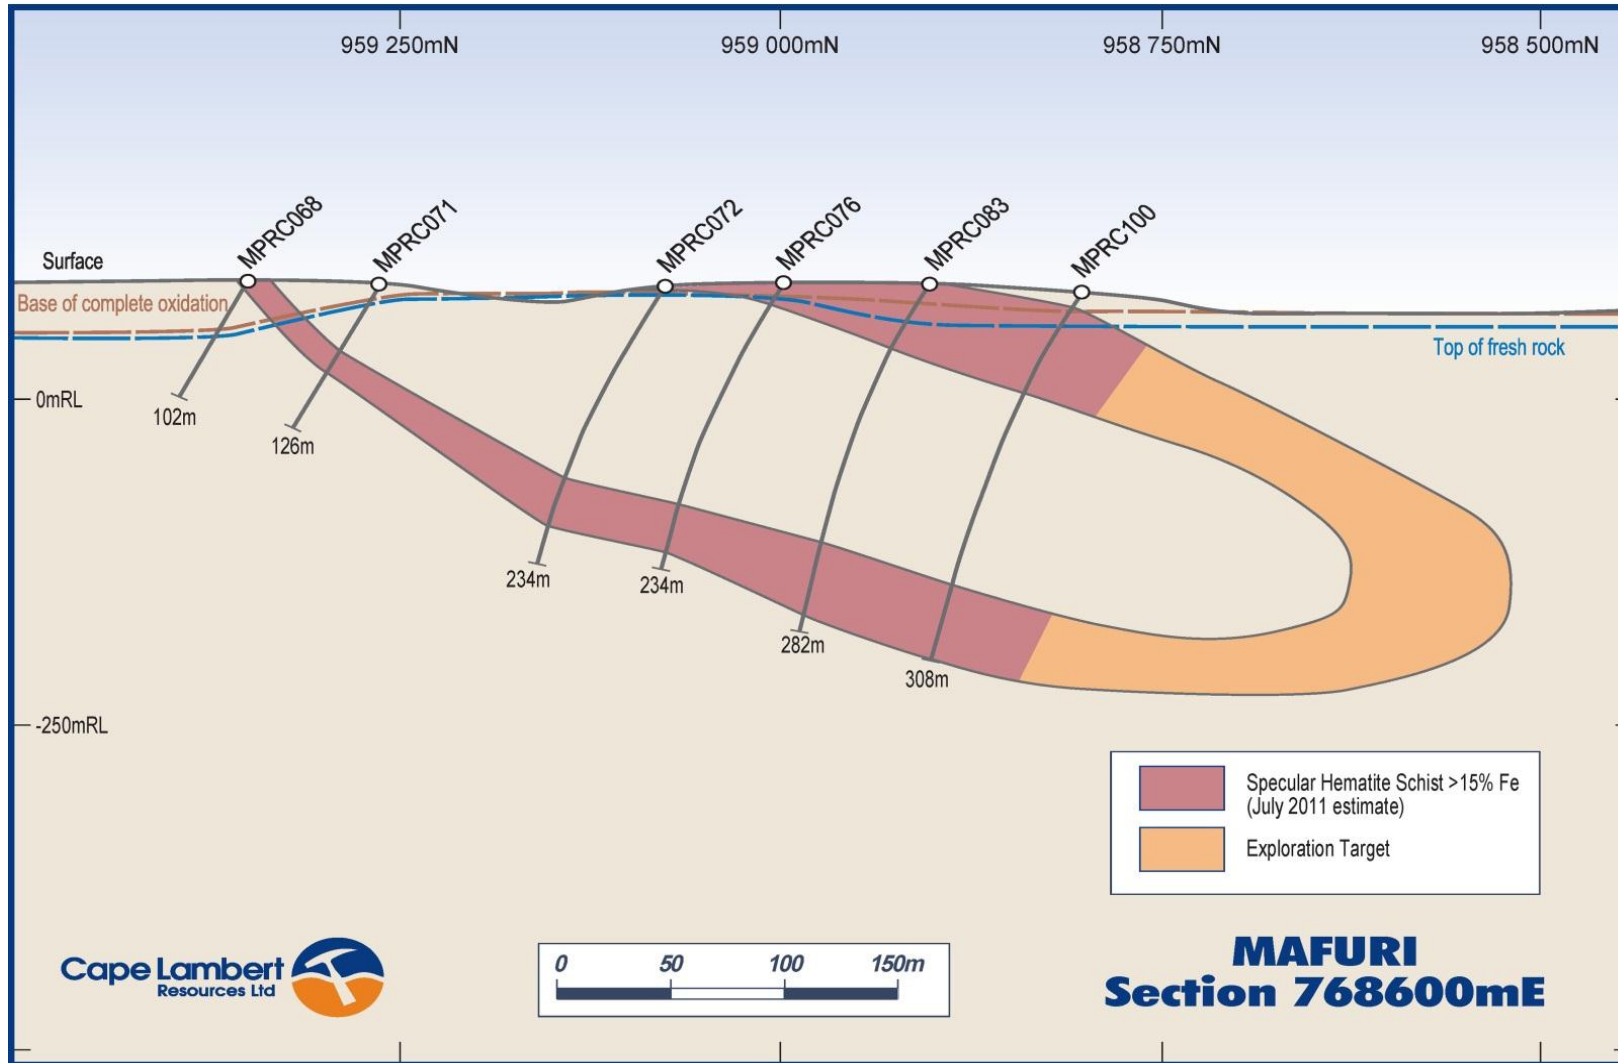 959 250mN
959 000mN
958 750mN
958 500mN
MPRC068
MPRC071
MPRC072
MPRC076
MPRC083
MPRC100
Surface
Base of complete oxidation
Top of fresh rock
0mRL
102m
126m
234m
234m
282m
308m
-250mRL
Specular Hematite Schist >15% Fe
(July 2011 estimate)
Exploration Target
Cape Lambert
Resources Ltd
0 50 100 150m
MAFURI
Section 768600mE